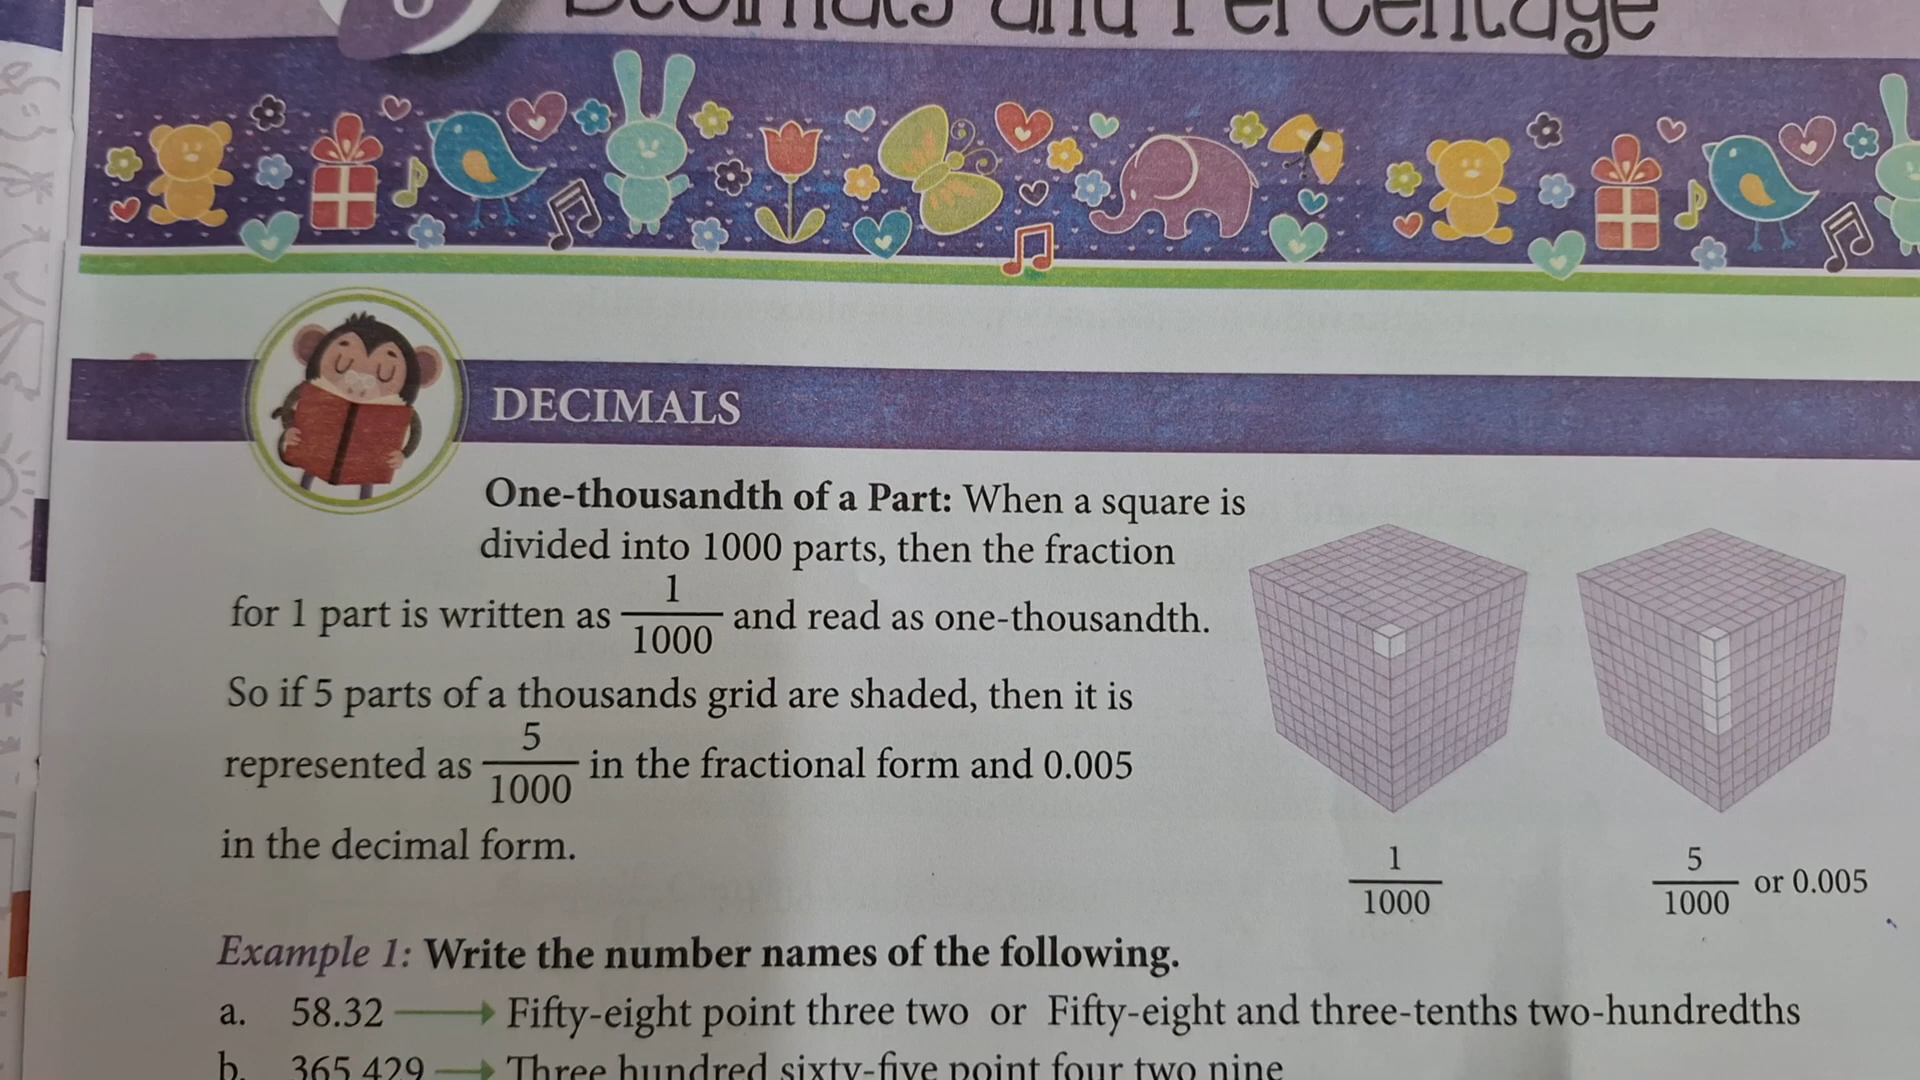 Decimals and Percentage
DECIMALS
One-thousandth of a Part: When a square is
divided into 1000 parts, then the fraction
for 1 part is written as 1/1000 and read as one-thousandth.
So if 5 parts of a thousands grid are shaded, then it is
represented as 5/1000 in the fractional form and 0.005
in the decimal form.
1/1000
5/1000 or 0.005
Example 1: Write the number names of the following.
a. 58.32 → Fifty-eight point three two or Fifty-eight and three-tenths two-hundredths
b. 365.429 → Three hundred sixty-five point four two nine